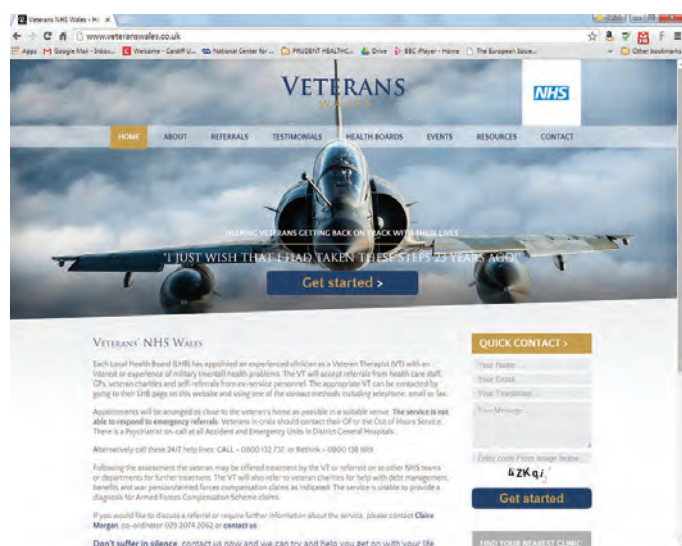 Veterans NHS Wales - H
www.veteranswales.co.uk
Apps Google Mail - Inbox... Welcome - Cardiff U... National Center for ... PRUDENT HEALTHC... Drive BBC iPlayer - Home The European Socie... Other bookmarks
VETERANS
WALES
NHS
HOME ABOUT REFERRALS TESTIMONIALS HEALTH BOARDS EVENTS RESOURCES CONTACT
HELPING VETERANS GETTING BACK ON TRACK WITH THEIR LIVES
"I JUST WISH THAT I HAD TAKEN THESE STEPS 23 YEARS AGO!"
Get started >
VETERANS' NHS WALES
Each Local Health Board (LHB) has appointed an experienced clinician as a Veteran Therapist (VT) with an
interest or experience of military (mental) health problems. The VT will accept referrals from health care staff,
GPs, veteran charities and self-referrals from ex-service personnel. The appropriate VT can be contacted by
going to their LHB page on this website and using one of the contact methods including telephone, email or fax.
Appointments will be arranged as close to the veteran's home as possible in a suitable venue. The service is not
able to respond to emergency referrals. Veterans in crisis should contact their GP or the Out of Hours Service.
There is a Psychiatrist on-call at all Accident and Emergency Units in District General Hospitals.
Alternatively call these 24/7 help lines: CALL - 0800 132 737, or Rethink - 0800 138 1619.
Following the assessment the veteran may be offered treatment by the VT or referred on to other NHS teams
or departments for further treatment. The VT will also refer to veteran charities for help with debt management,
benefits and war pension/armed forces compensation claims as indicated. The service is unable to provide a
diagnosis for Armed Forces Compensation Scheme claims.
If you would like to discuss a referral or require further information about the service, please contact Claire
Morgan, co-ordinator 029 2074 2062 or contact us
Don't suffer in silence, contact us now and we can try and help you get on with your life
QUICK CONTACT >
Your Name ...
Your Email ...
Your Telephone ...
Your Message ...
Entry code from image below...
4ZKqi
Get started
FIND YOUR NEAREST CLINIC